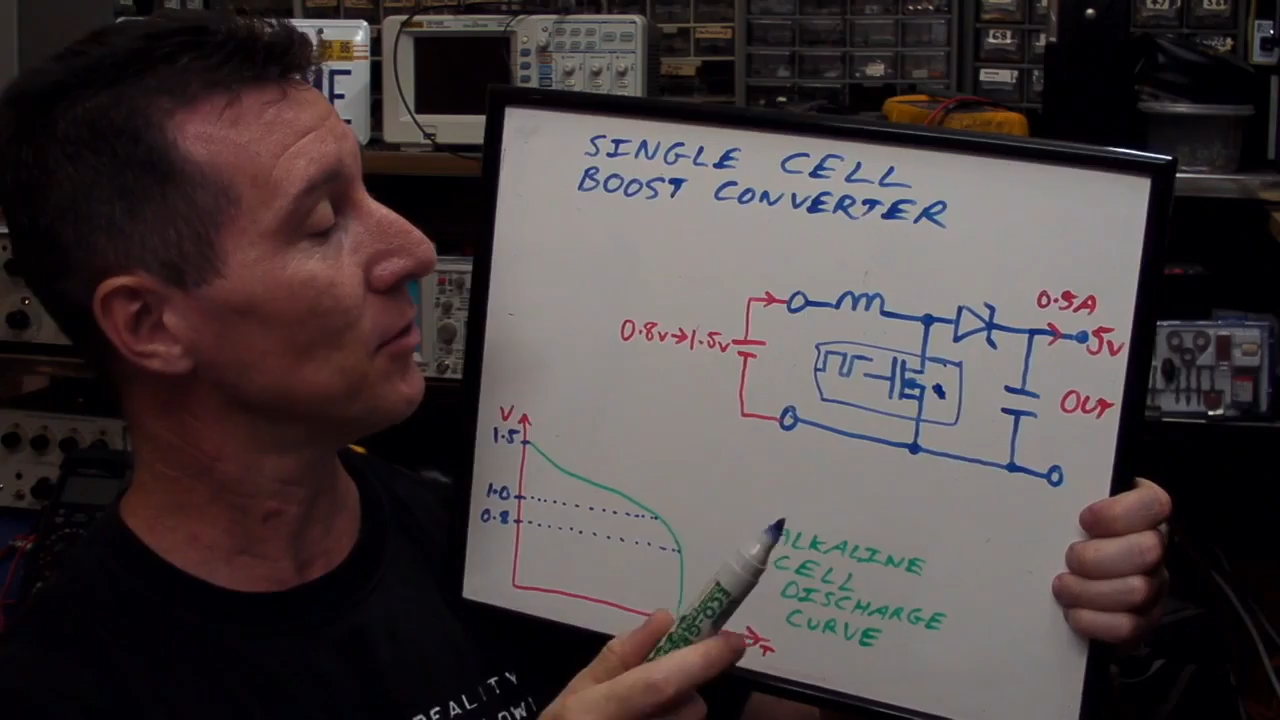 SINGLE CELL
BOOST CONVERTER
0.5A
5V
0.8V→1.5V
OUT
V
1.5
1.0
0.8
T
ALKALINE
CELL
DISCHARGE
CURVE
REALITY